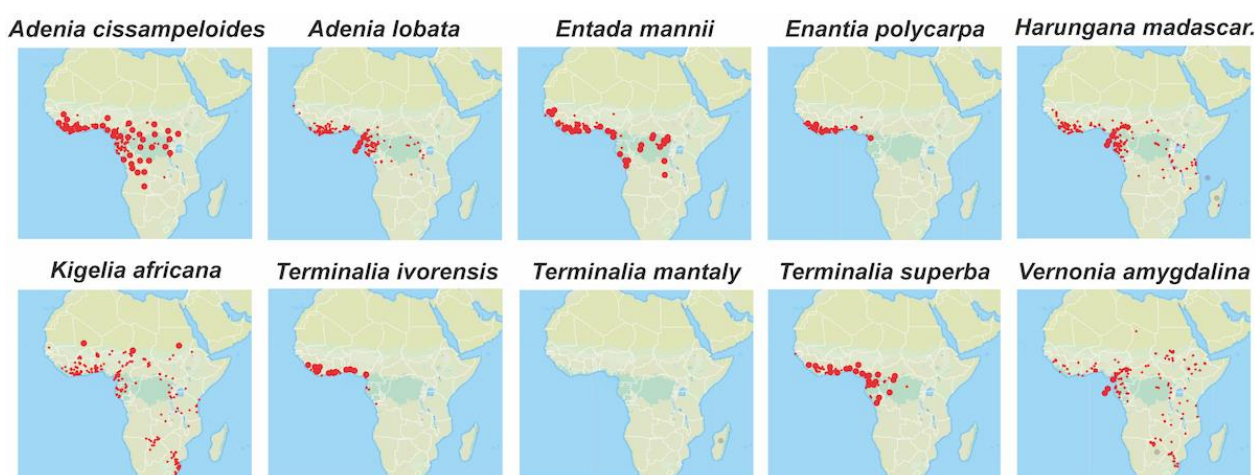 Adenia cissampeloides
Adenia lobata
Entada mannii
Enantia polycarpa
Harungana madascar.
Kigelia africana
Terminalia ivorensis
Terminalia mantaly
Terminalia superba
Vernonia amygdalina